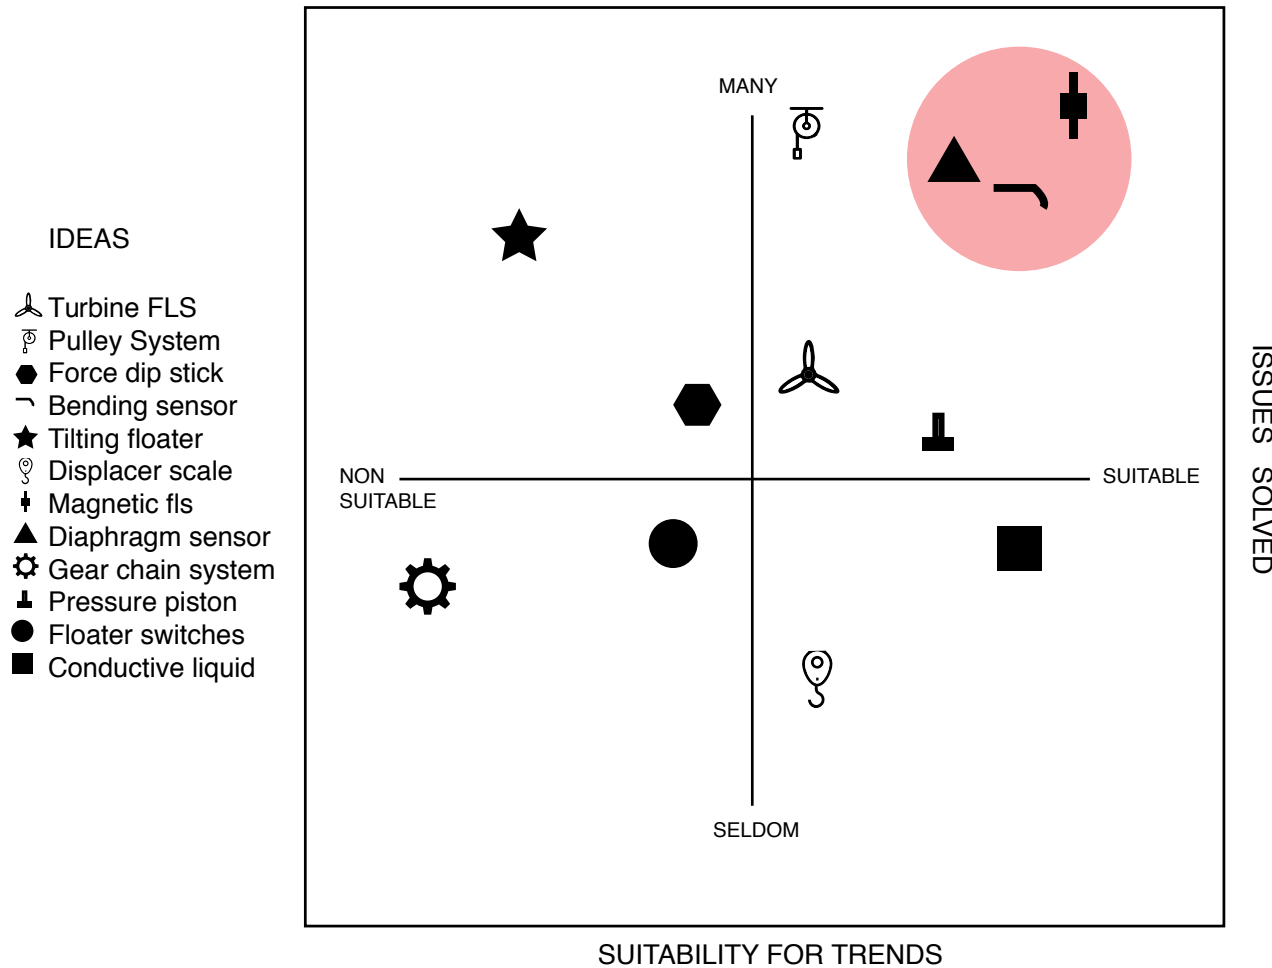 MANY
IDEAS
Turbine FLS
Pulley System
Force dip stick
Bending sensor
Tilting floater
Displacer scale
Magnetic fls
Diaphragm sensor
Gear chain system
Pressure piston
Floater switches
Conductive liquid
NON
SUITABLE
SUITABLE
SELDOM
ISSUES SOLVED
SUITABILITY FOR TRENDS